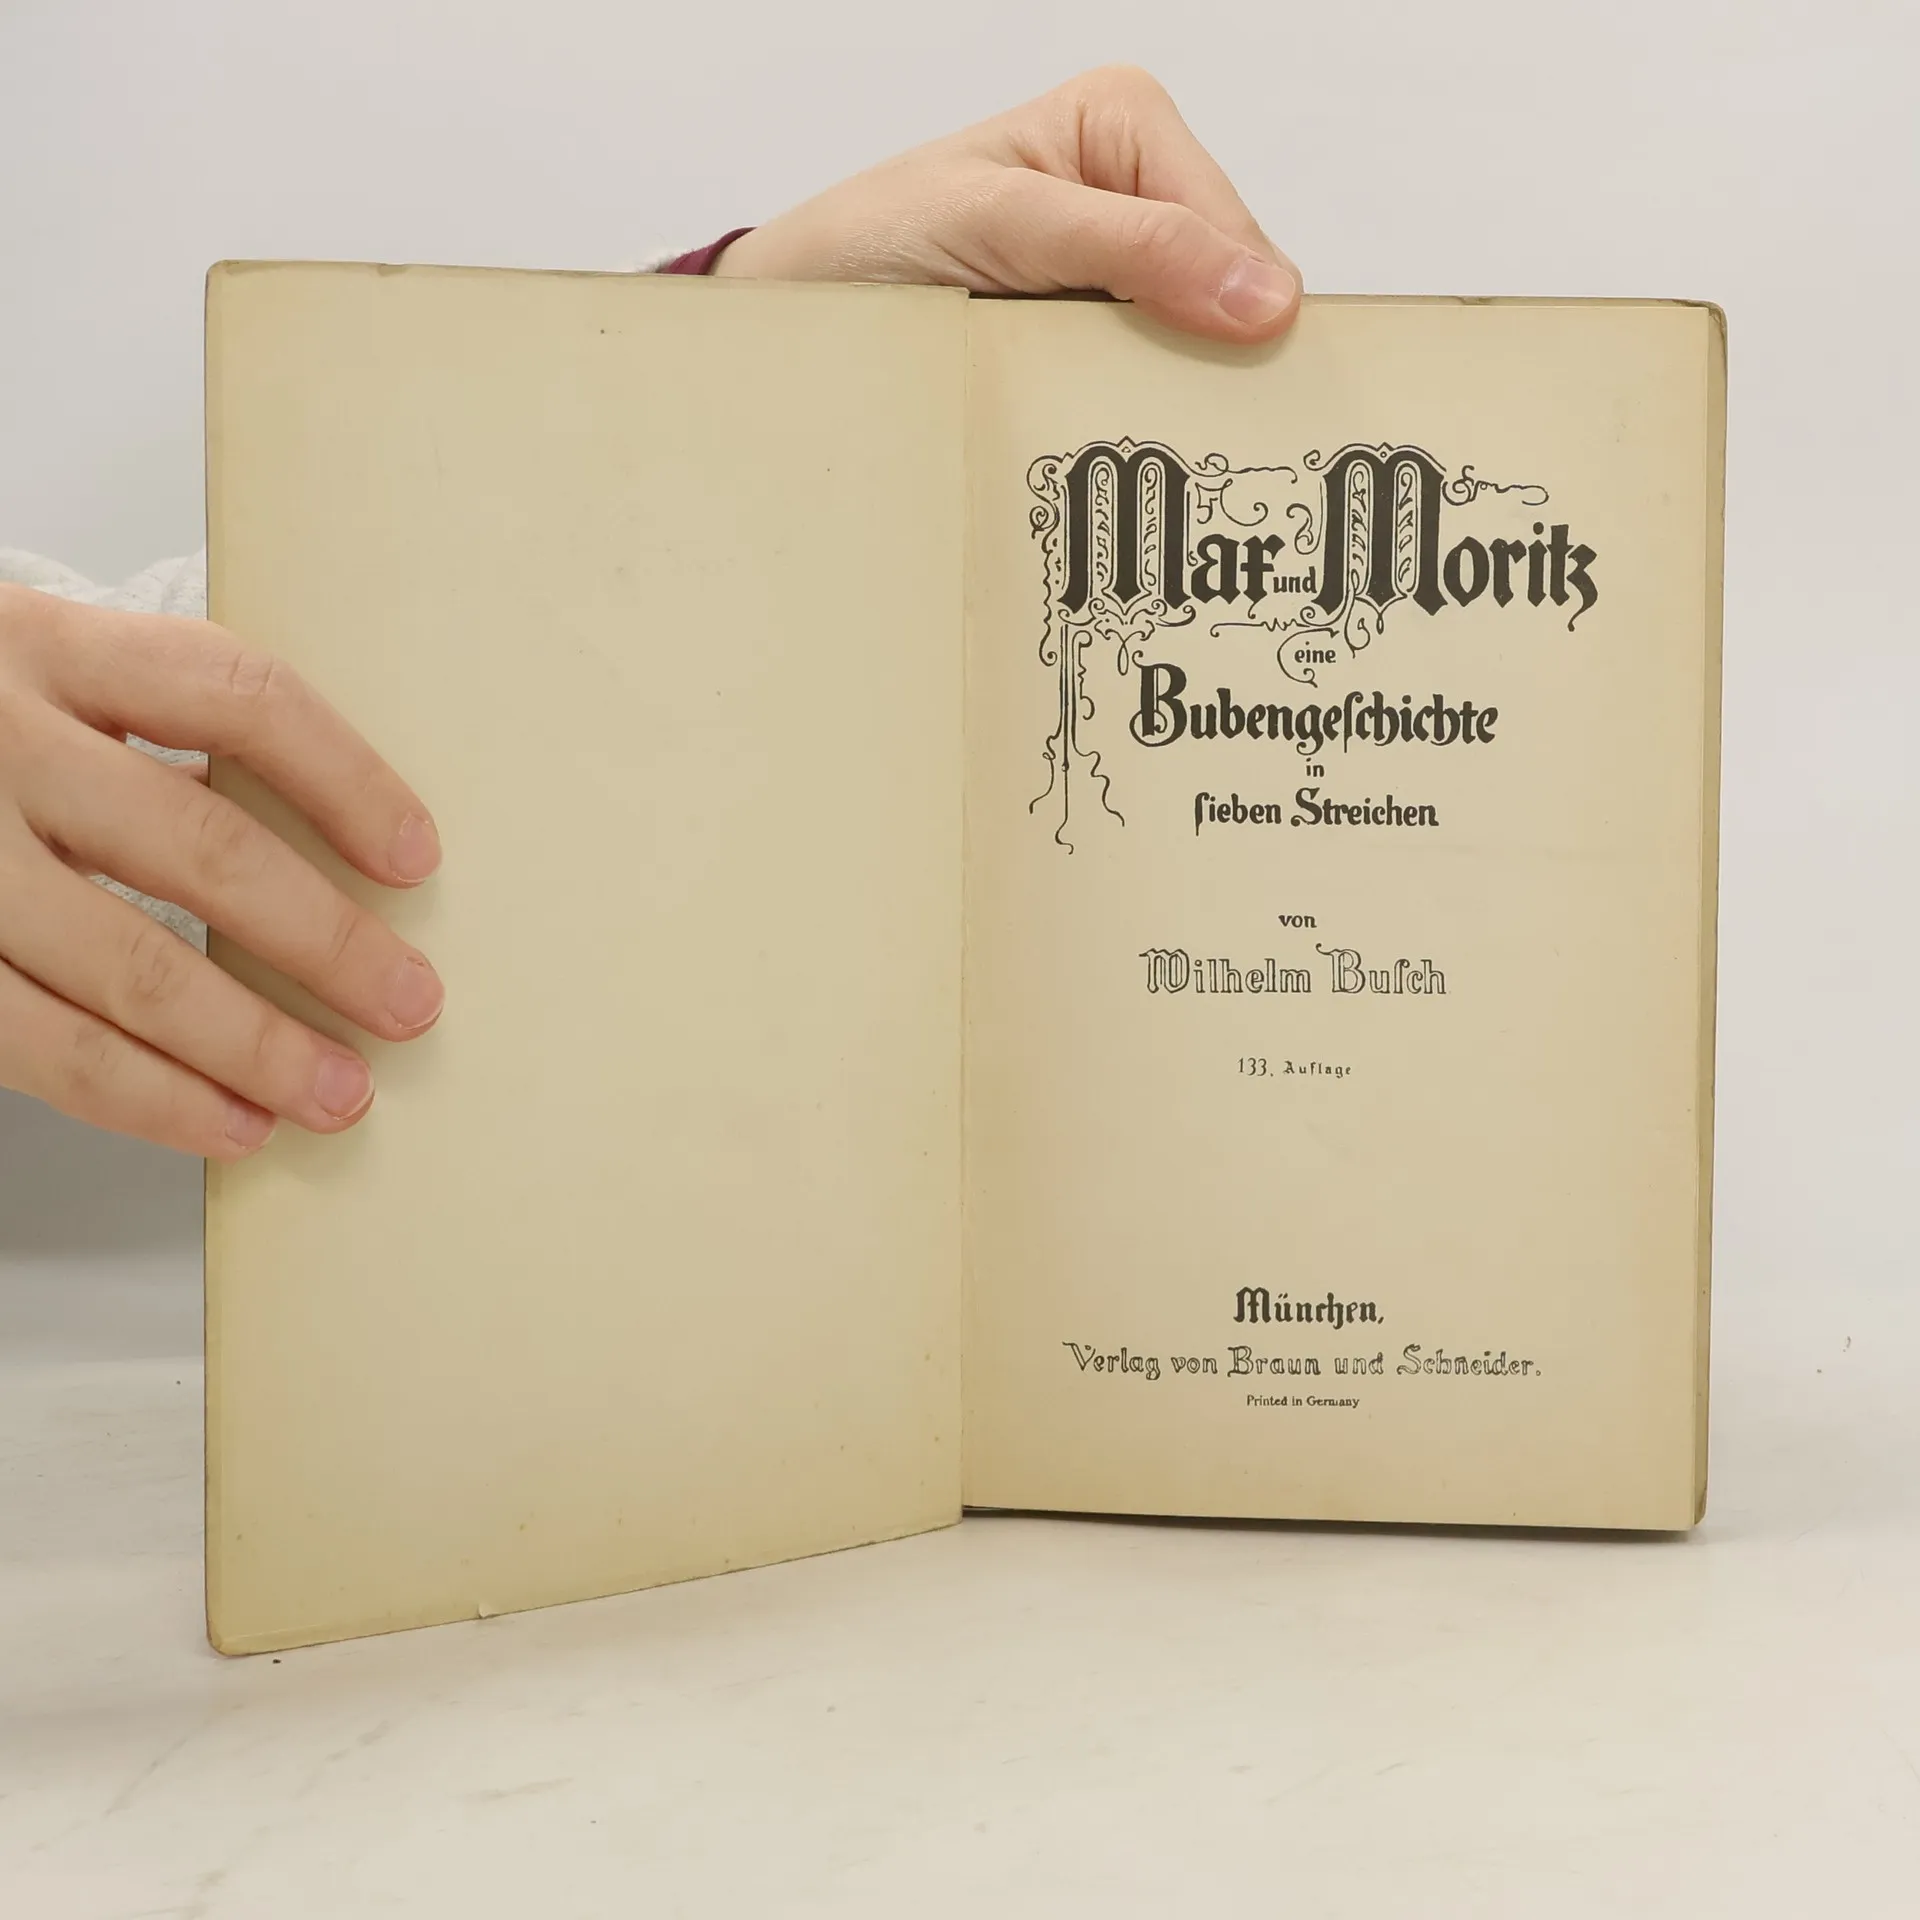 Max und Moritz
eine
Bubengeſchichte
in
ſieben Streichen
von
Wilhelm Buſch
133. Auflage
München,
Verlag von Braun und Schneider.
Printed in Germany